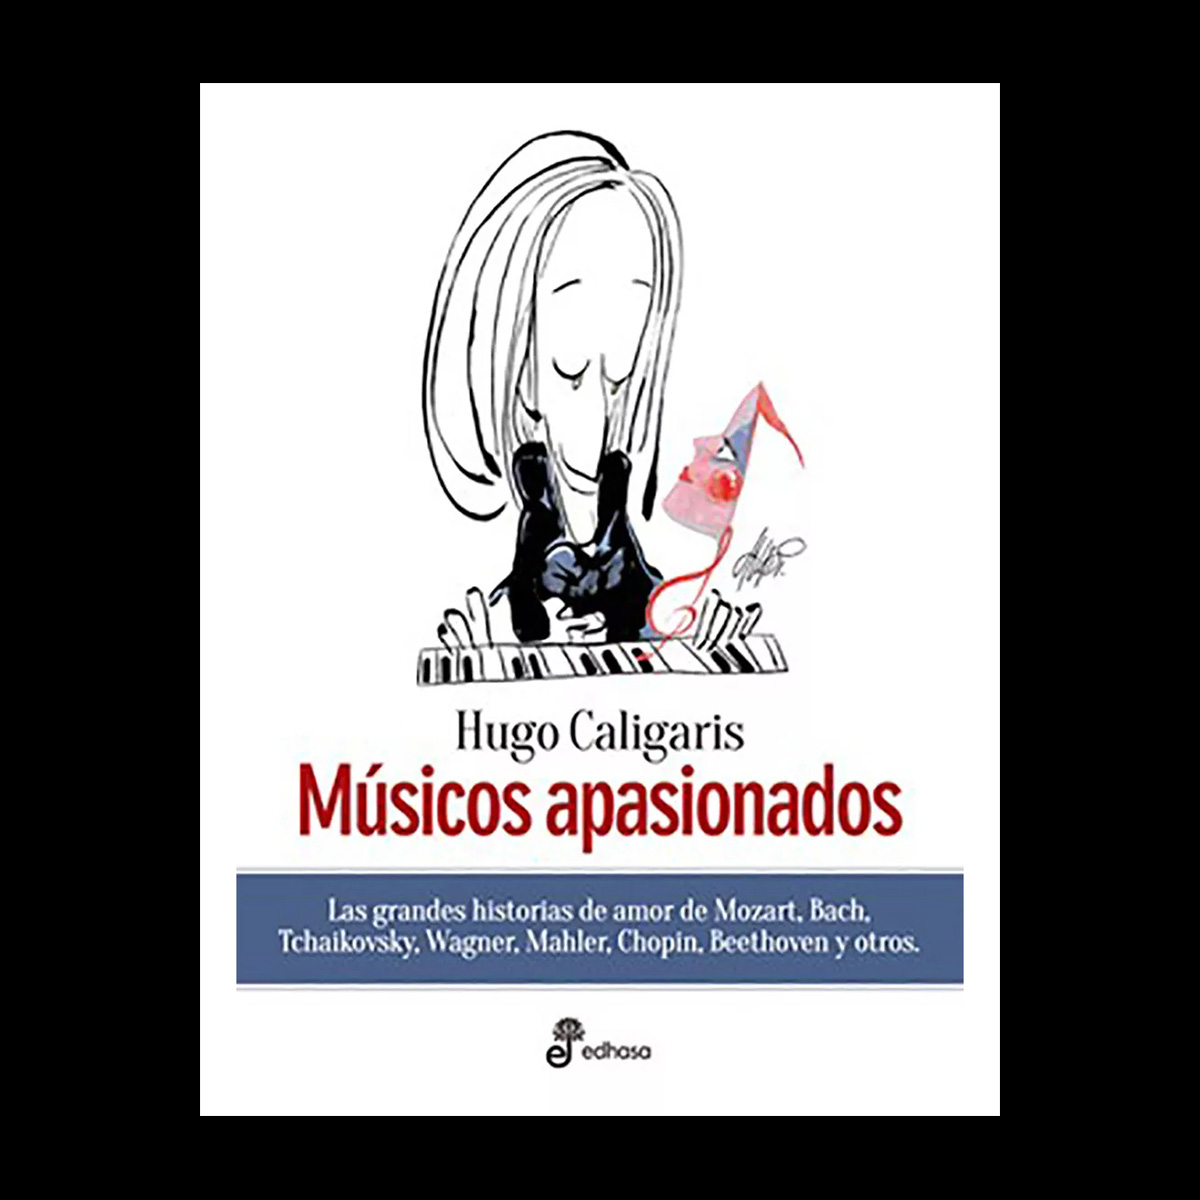 Hugo Caligaris
Músicos apasionados
Las grandes historias de amor de Mozart, Bach,
Tchaikovsky, Wagner, Mahler, Chopin, Beethoven y otros.
edhasa